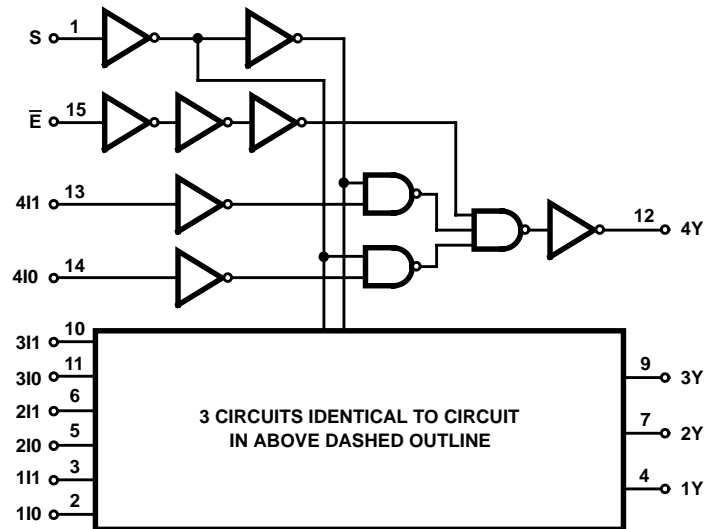 S 1
E̅ 15
4I1 13
4I0 14
12 4Y
3I1 10
3I0 11
2I1 6
2I0 5
1I1 3
1I0 2
3 CIRCUITS IDENTICAL TO CIRCUIT
IN ABOVE DASHED OUTLINE
9 3Y
7 2Y
4 1Y